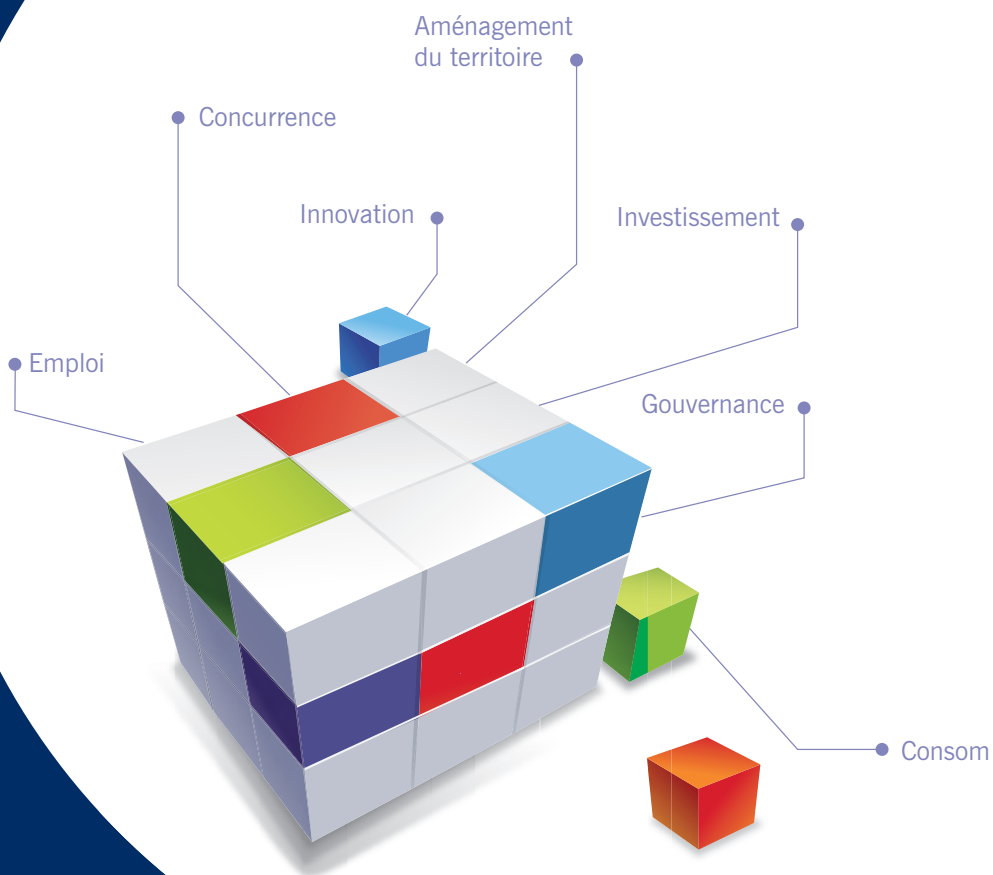 Aménagement
du territoire
Concurrence
Innovation
Investissement
Emploi
Gouvernance
Consom